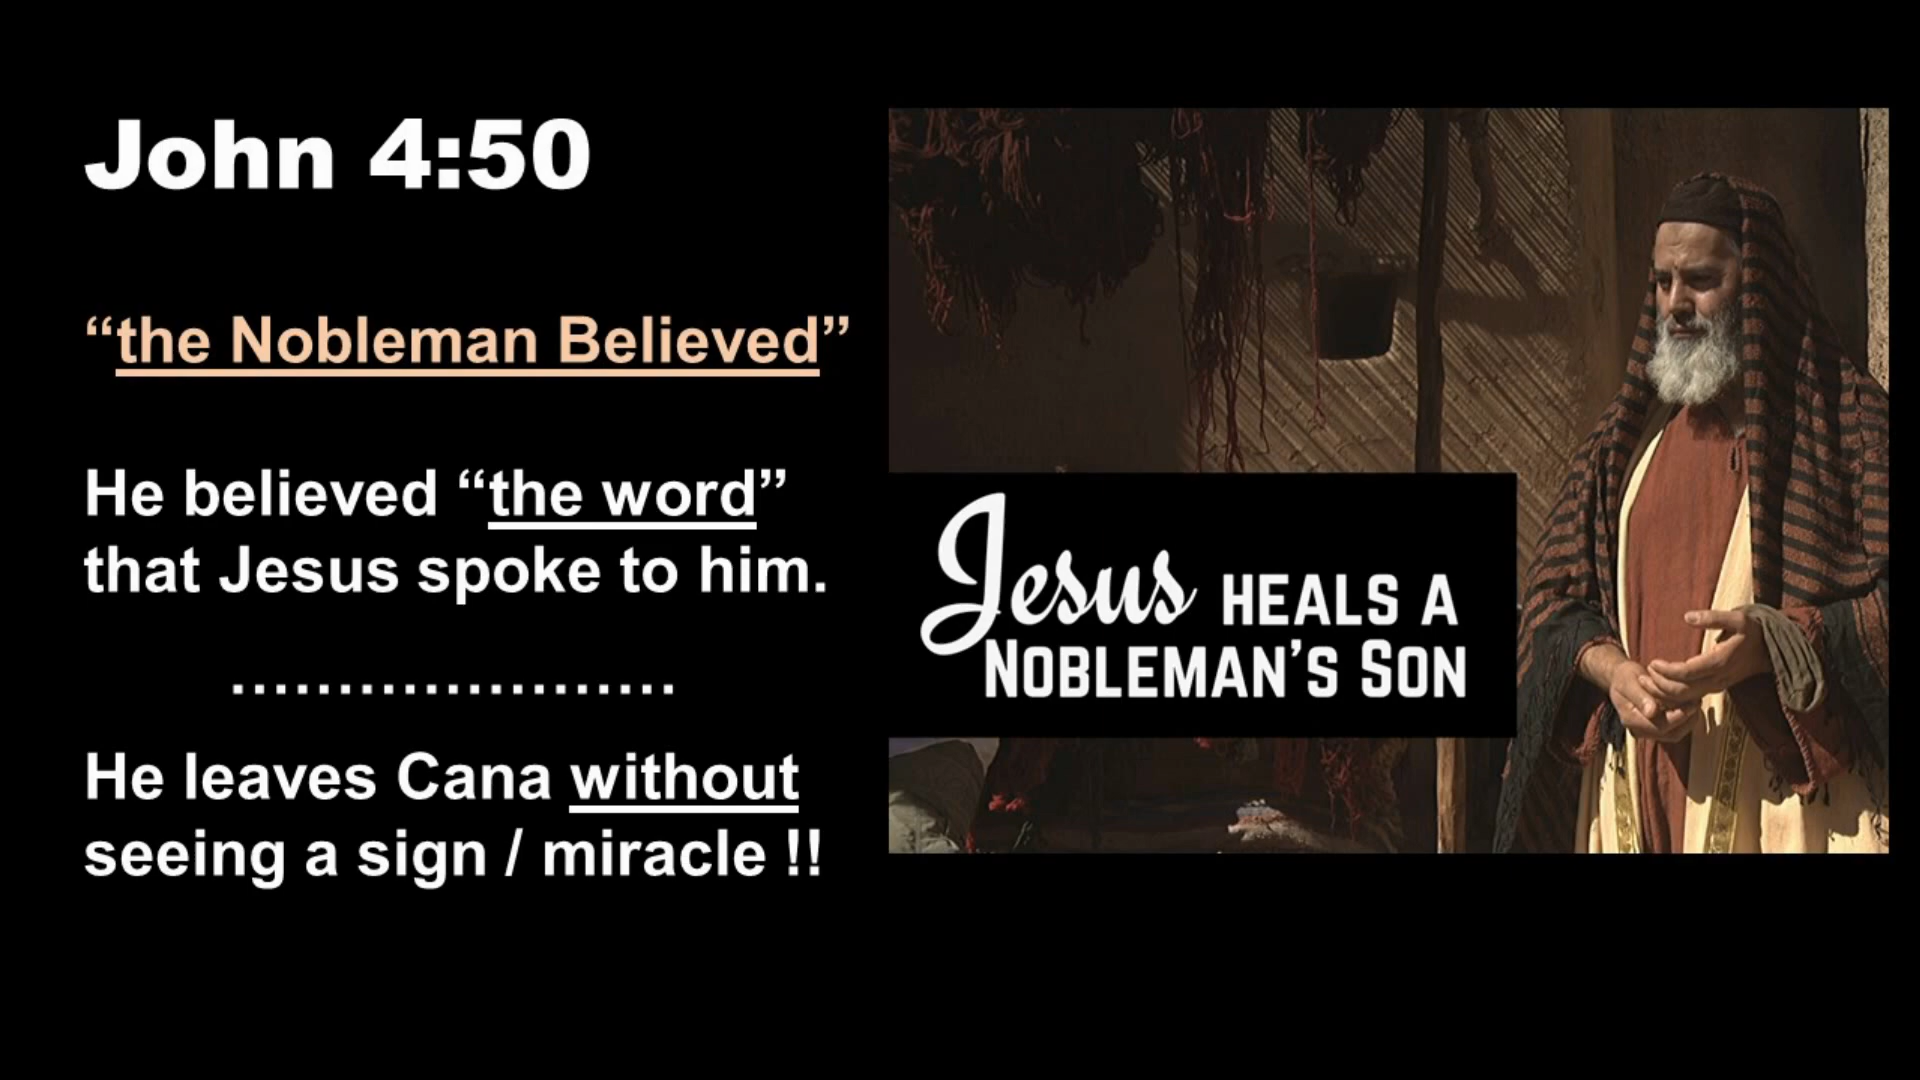 John 4:50
“the Nobleman Believed”
He believed “the word”
that Jesus spoke to him.
.....................
He leaves Cana without
seeing a sign / miracle !!
Jesus HEALS A
NOBLEMAN’S SON